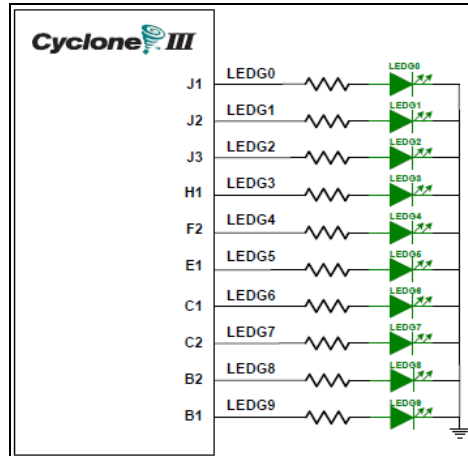 Cyclone III
LEDG0
J1 LEDG0
LEDG1
J2 LEDG1
LEDG2
J3 LEDG2
LEDG3
H1 LEDG3
LEDG4
F2 LEDG4
LEDG5
E1 LEDG5
LEDG6
C1 LEDG6
LEDG7
C2 LEDG7
LEDG8
B2 LEDG8
LEDG9
B1 LEDG9